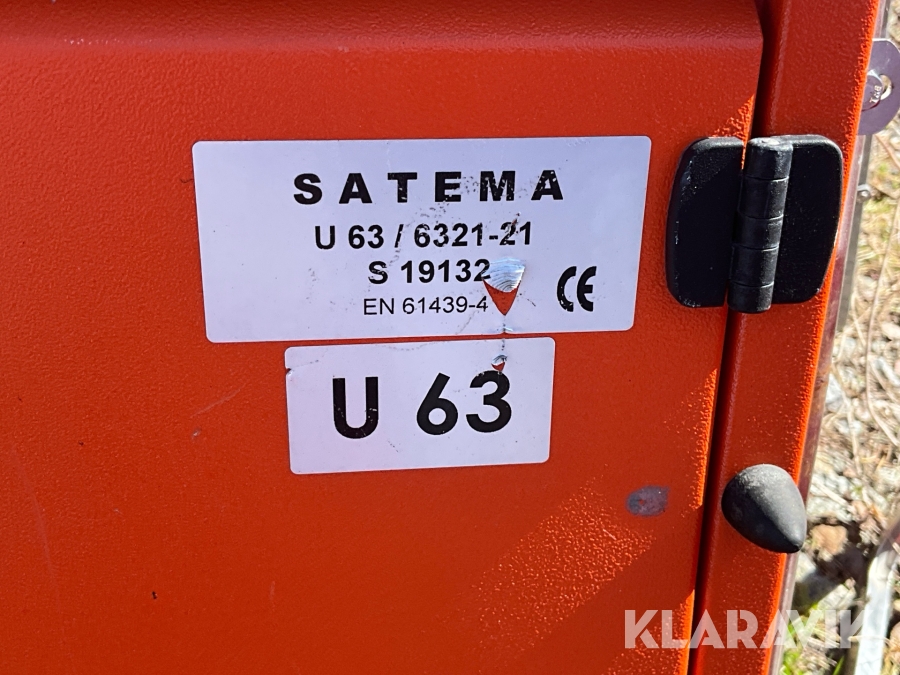 SATEMA
U 63 / 6321-21
S 19132
EN 61439-4
CE
U 63
KLARAVIK